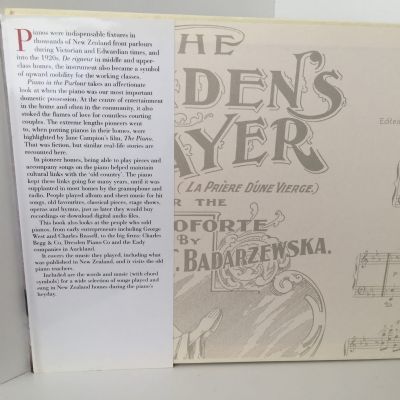 Pianos were indispensable fixtures in
thousands of New Zealand from parlours
during Victorian and Edwardian times, and
into the 1920s. De rigueur in middle and upper-
class homes, the instrument also became a symbol
of upward mobility for the working classes.
Piano in the Parlour takes an affectionate
look at when the piano was our most important
domestic possession. At the centre of entertainment
in the home and often in the community, it also
stoked the flames of love for countless courting
couples. The extreme lengths pioneers went
to, when putting pianos in their homes, were
highlighted by Jane Campion's film, The Piano.
That was fiction, but similar real-life stories are
recounted here.
In pioneer homes, being able to play pieces and
accompany songs on the piano helped maintain
cultural links with the 'old country'. The piano
kept these links going for many years, until it was
supplanted in most homes by the gramophone and
radio. People played album and sheet music for hit
songs, old favourites, classical pieces, stage shows,
operas and hymns, just as later they would buy
recordings or download digital audio files.
This book also looks at the people who sold
pianos, from early entrepreneurs including George
West and Charles Russell, to the big firms: Charles
Begg & Co, Dresden Piano Co and the Eady
companies in Auckland.
It covers the music they played, including what
was published in New Zealand, and it visits the old
piano teachers.
Included are the words and music (with chord
symbols) for a wide selection of songs played and
sung in New Zealand homes during the piano's
heyday.
THE
DEN'S
AYER
(LA PRIÈRE D'UNE VIERGE.)
R THE
OFORTE
BY
. BADARZEWSKA.
Edited